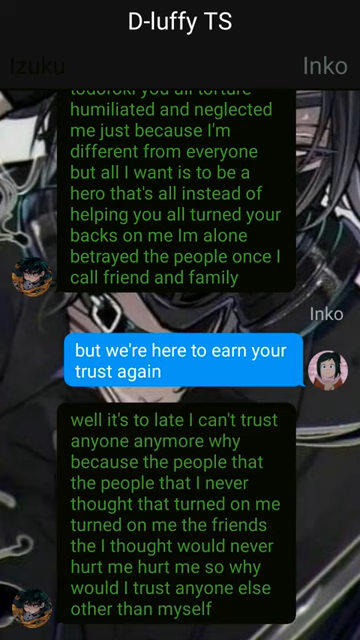 D-luffy TS
Izuku
Inko
todoroki you all torture
humiliated and neglected
me just because I'm
different from everyone
but all I want is to be a
hero that's all instead of
helping you all turned your
backs on me Im alone
betrayed the people once I
call friend and family
Inko
but we're here to earn your
trust again
well it's to late I can't trust
anyone anymore why
because the people that
the people that I never
thought that turned on me
turned on me the friends
the I thought would never
hurt me hurt me so why
would I trust anyone else
other than myself